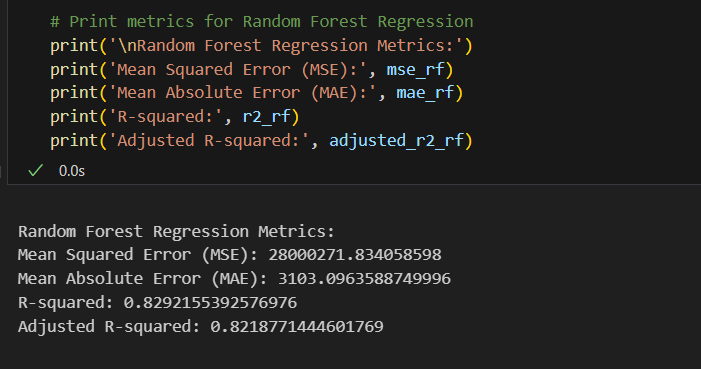 # Print metrics for Random Forest Regression
print('\nRandom Forest Regression Metrics:')
print('Mean Squared Error (MSE):', mse_rf)
print('Mean Absolute Error (MAE):', mae_rf)
print('R-squared:', r2_rf)
print('Adjusted R-squared:', adjusted_r2_rf)
✓ 0.0s
Random Forest Regression Metrics:
Mean Squared Error (MSE): 28000271.834058598
Mean Absolute Error (MAE): 3103.0963588749996
R-squared: 0.8292155392576976
Adjusted R-squared: 0.8218771444601769